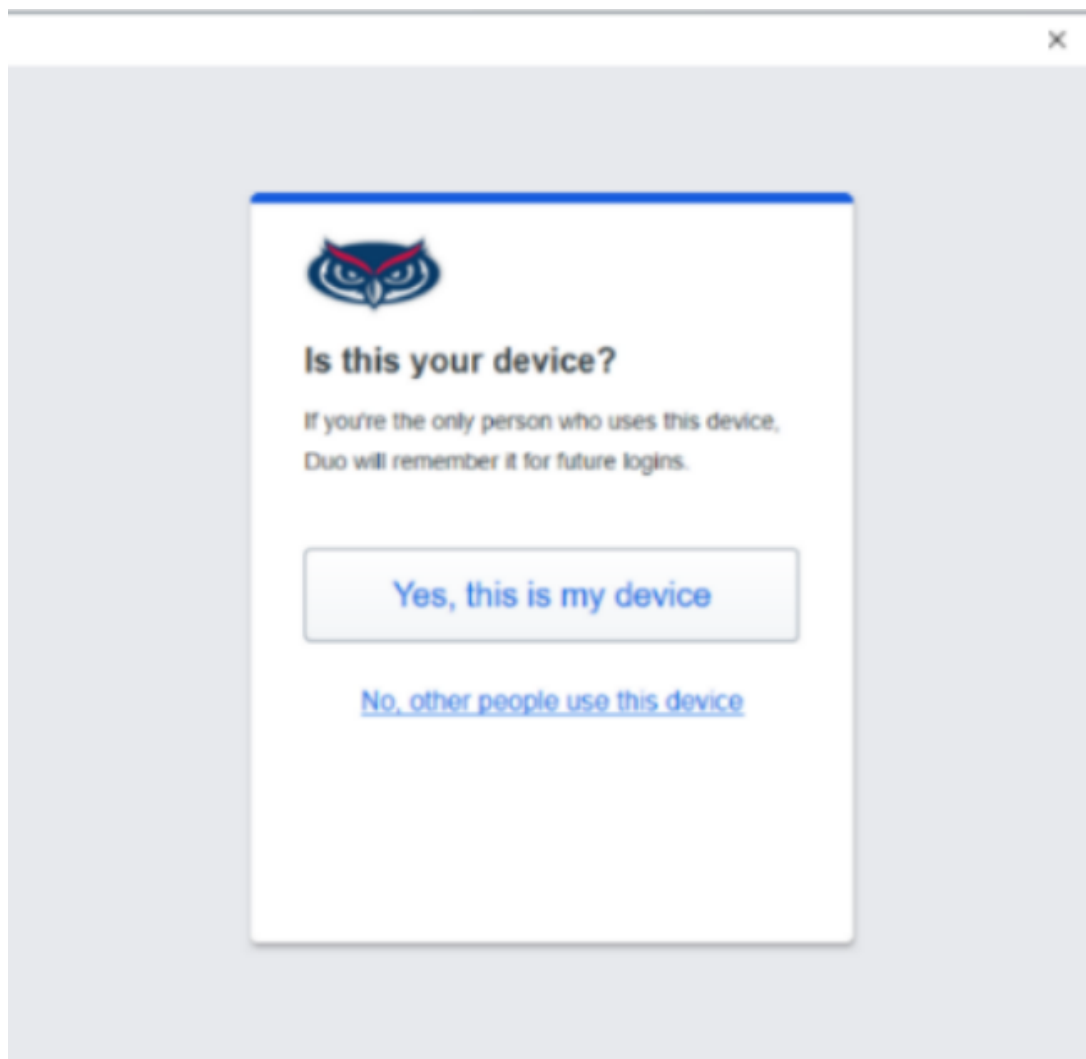 Is this your device?
If you're the only person who uses this device,
Duo will remember it for future logins.
Yes, this is my device
No, other people use this device